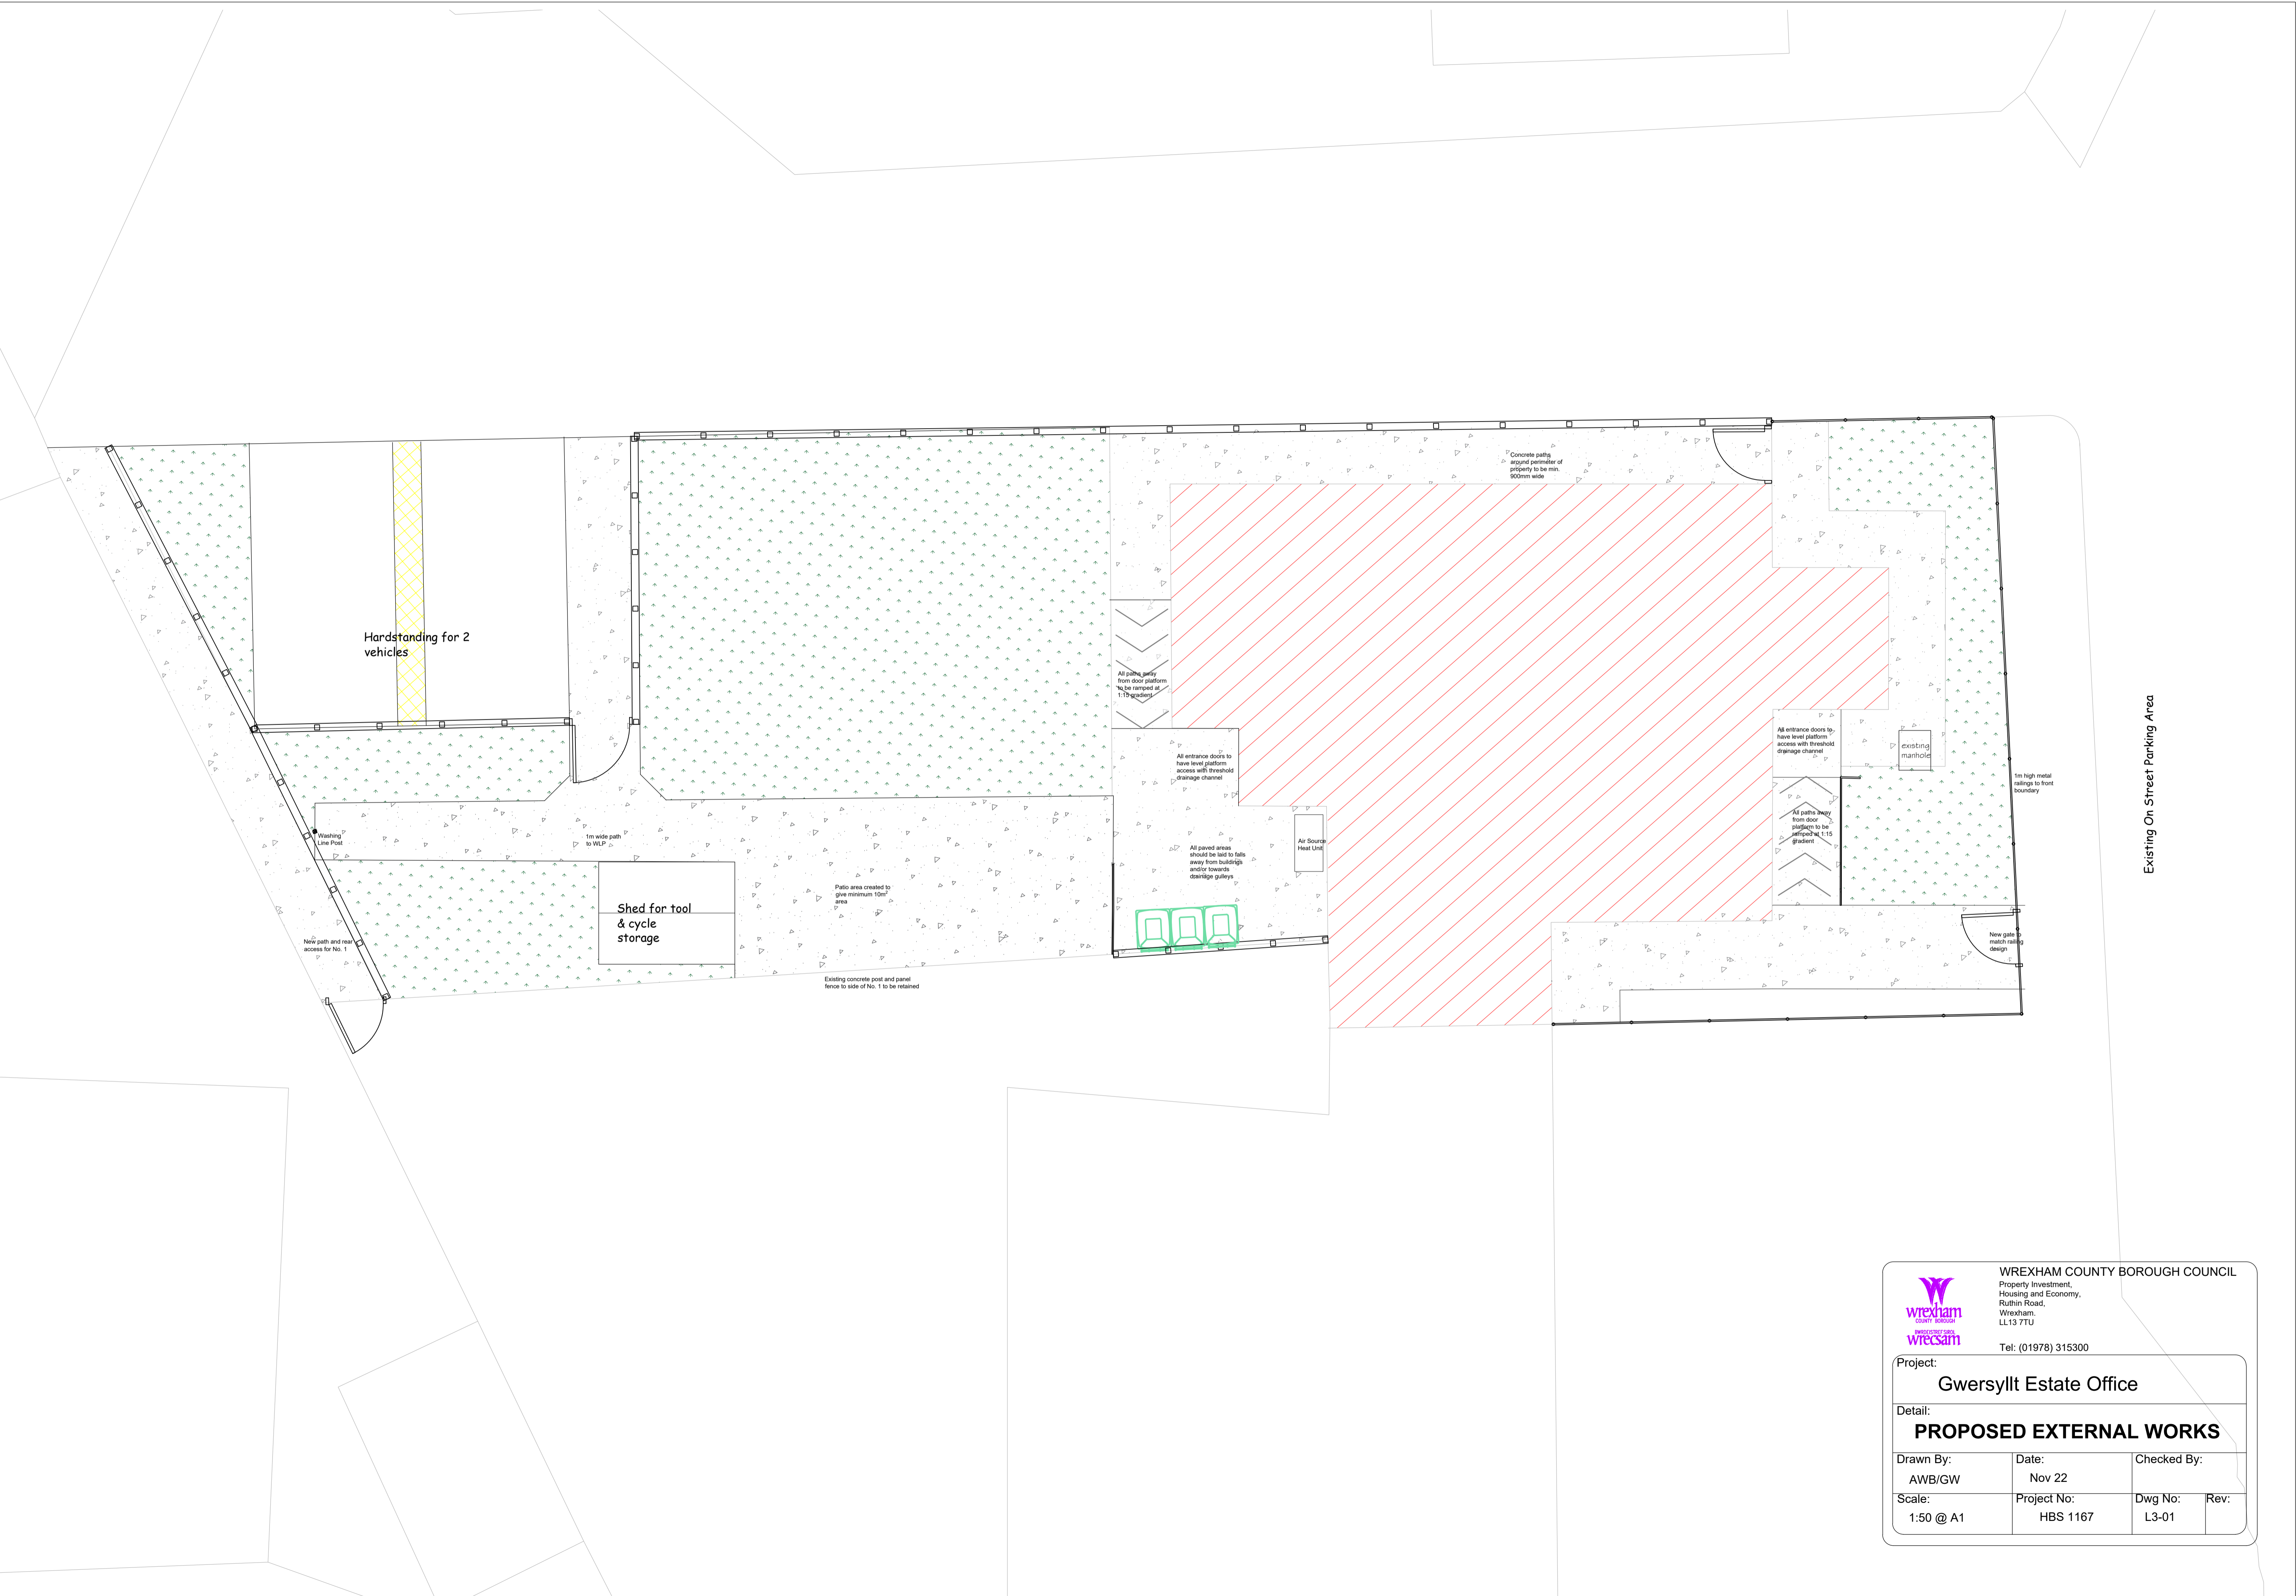 Concrete paths
around perimeter of
property to be min.
900mm wide
Hardstanding for 2
vehicles
All paths away
from door platform
to be ramped at
1:15 gradient
All entrance doors to
have level platform
access with threshold
drainage channel
All entrance doors to
have level platform
access with threshold
drainage channel
existing
manhole
1m high metal
railings to front
boundary
Existing On Street Parking Area
All paths away
from door
platform to be
ramped at 1:15
gradient
Washing
Line Post
1m wide path
to WLP
Air Source
Heat Unit
All paved areas
should be laid to falls
away from buildings
and/or towards
drainage gulleys
Patio area created to
give minimum 10m²
area
Shed for tool
& cycle
storage
New path and rear
access for No. 1
New gate to
match railing
design
Existing concrete post and panel
fence to side of No. 1 to be retained
wrexham
COUNTY BOROUGH
BWRDEISTREF SIROL
wrecsam
WREXHAM COUNTY BOROUGH COUNCIL
Property Investment,
Housing and Economy,
Ruthin Road,
Wrexham.
LL13 7TU
Tel: (01978) 315300
Project:
Gwersyllt Estate Office
Detail:
PROPOSED EXTERNAL WORKS
Drawn By:
AWB/GW
Date:
Nov 22
Checked By:
Scale:
1:50 @ A1
Project No:
HBS 1167
Dwg No:
L3-01
Rev: